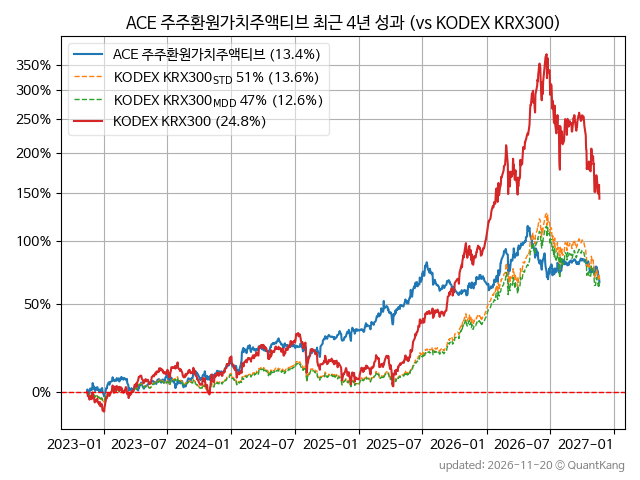 ACE 주주환원가치주액티브 최근 4년 성과 (vs KODEX KRX300)
ACE 주주환원가치주액티브 (13.4%)
KODEX KRX300STD 51% (13.6%)
KODEX KRX300MDD 47% (12.6%)
KODEX KRX300 (24.8%)
350%
300%
250%
200%
150%
100%
50%
0%
2023-01 2023-07 2024-01 2024-07 2025-01 2025-07 2026-01 2026-07 2027-01
updated: 2026-11-20 © QuantKang